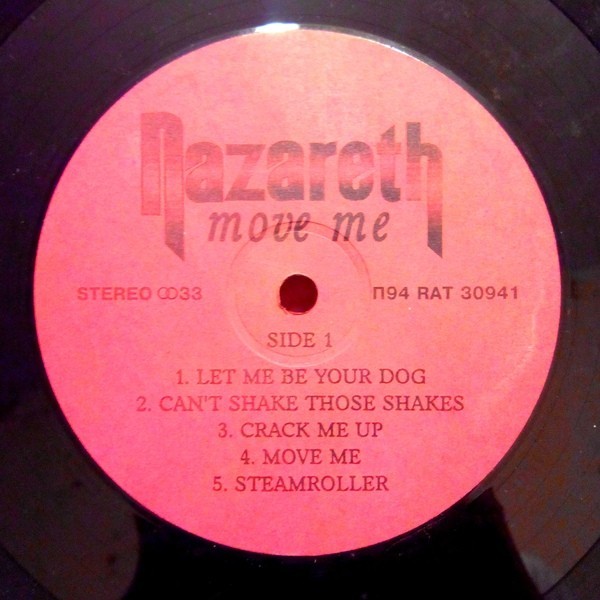 Nazareth
move me
STEREO ꝏ33 П94 RAT 30941
SIDE 1
1. LET ME BE YOUR DOG
2. CAN'T SHAKE THOSE SHAKES
3. CRACK ME UP
4. MOVE ME
5. STEAMROLLER